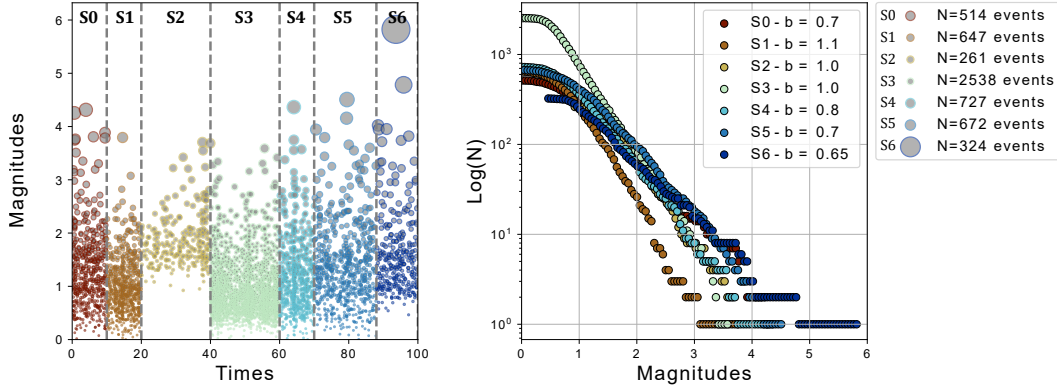 S0 S1 S2 S3 S4 S5 S6
Magnitudes
6
5
4
3
2
1
0
0 20 40 60 80 100
Times
Log(N)
10³
10²
10¹
10⁰
0 1 2 3 4 5 6
Magnitudes
S0 - b = 0.7
S1 - b = 1.1
S2 - b = 1.0
S3 - b = 1.0
S4 - b = 0.8
S5 - b = 0.7
S6 - b = 0.65
S0 N=514 events
S1 N=647 events
S2 N=261 events
S3 N=2538 events
S4 N=727 events
S5 N=672 events
S6 N=324 events